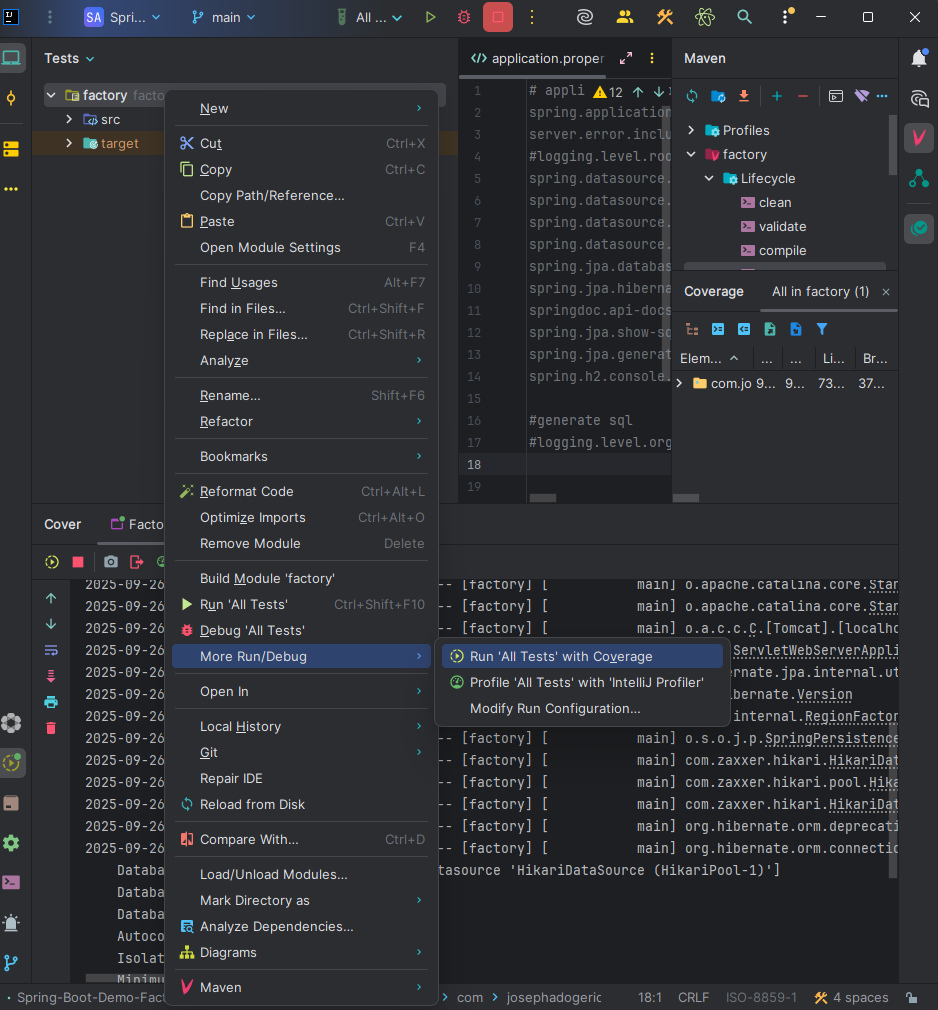 SA Spri...
main
All ...
Tests
application.proper
Maven
factory
src
target
1
# appli
12
2
spring.application
3
server.error.inclu
4
#logging.level.roo
5
spring.datasource.
6
spring.datasource.
7
spring.datasource.
8
spring.datasource.
9
spring.jpa.databas
10
spring.jpa.hiberna
11
springdoc.api-docs
12
spring.jpa.show-sq
13
spring.jpa.generat
14
spring.h2.console.
15
16
#generate sql
17
#logging.level.org
18
19
Profiles
factory
Lifecycle
clean
validate
compile
Coverage
All in factory (1)
Elem... ... ... Li... Br...
com.jo 9... 9... 73... 37...
New
Cut Ctrl+X
Copy Ctrl+C
Copy Path/Reference...
Paste Ctrl+V
Open Module Settings F4
Find Usages Alt+F7
Find in Files... Ctrl+Shift+F
Replace in Files... Ctrl+Shift+R
Analyze
Rename... Shift+F6
Refactor
Bookmarks
Reformat Code Ctrl+Alt+L
Optimize Imports Ctrl+Alt+O
Remove Module Delete
Build Module 'factory'
Run 'All Tests' Ctrl+Shift+F10
Debug 'All Tests'
More Run/Debug
Open In
Local History
Git
Repair IDE
Reload from Disk
Compare With... Ctrl+D
Load/Unload Modules...
Mark Directory as
Analyze Dependencies...
Diagrams
Maven
Run 'All Tests' with Coverage
Profile 'All Tests' with 'IntelliJ Profiler'
Modify Run Configuration...
Cover
Facto
2025-09-26 -- [factory] [ main] o.apache.catalina.core.Stan
2025-09-26 -- [factory] [ main] o.apache.catalina.core.Stan
2025-09-26 -- [factory] [ main] o.a.c.c.C.[Tomcat].[localho
2025-09-26 ServletWebServerAppli
2025-09-26 ernate.jpa.internal.ut
2025-09-26 ibernate.Version
2025-09-26 .internal.RegionFactor
2025-09-26 -- [factory] [ main] o.s.o.j.p.SpringPersistence
2025-09-26 -- [factory] [ main] com.zaxxer.hikari.HikariDat
2025-09-26 -- [factory] [ main] com.zaxxer.hikari.pool.Hika
2025-09-26 -- [factory] [ main] com.zaxxer.hikari.HikariDat
2025-09-26 -- [factory] [ main] org.hibernate.orm.deprecati
2025-09-26 -- [factory] [ main] org.hibernate.orm.connectio
Databa tasource 'HikariDataSource (HikariPool-1)']
Databa
Databa
Autoco
Isolat
Minimu
Spring-Boot-Demo-Fac
com
josephadogeric
18:1 CRLF ISO-8859-1 4 spaces